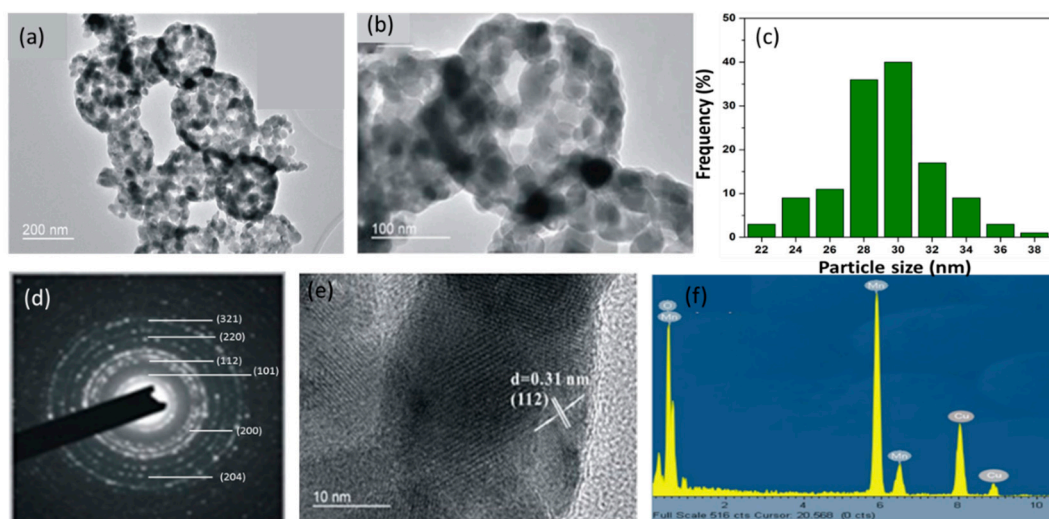 (a)
200 nm
(b)
100 nm
(c)
Frequency (%)
50
40
30
20
10
0
22 24 26 28 30 32 34 36 38
Particle size (nm)
(d)
(321)
(220)
(112)
(101)
(200)
(204)
(e)
d=0.31 nm
(112)
10 nm
(f)
O
Mn
Mn
Mn
Cu
Cu
2 4 6 8 10
Full Scale 516 cts Cursor: 20.568 (0 cts)